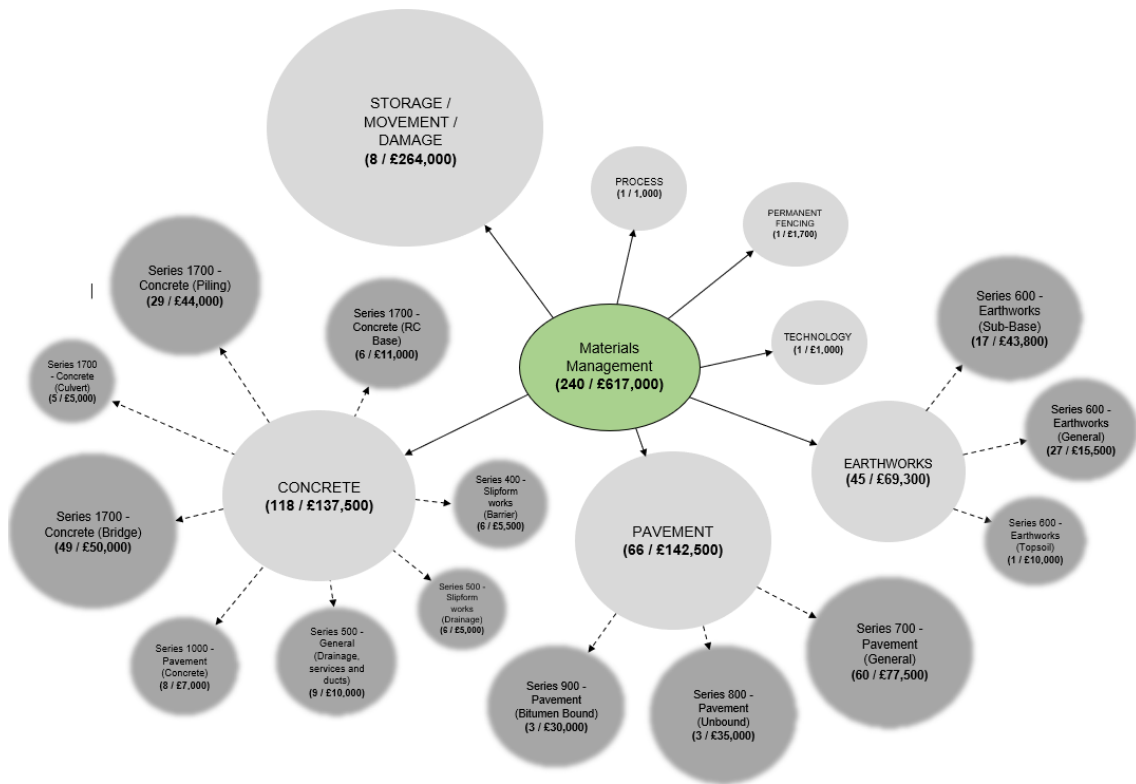 STORAGE /
MOVEMENT /
DAMAGE
(8 / £264,000)
PROCESS
(1 / 1,000)
PERMANENT
FENCING
(1 / £1,700)
TECHNOLOGY
(1 / £1,000)
Materials
Management
(240 / £617,000)
Series 1700 -
Concrete (Piling)
(29 / £44,000)
Series 1700 -
Concrete (RC
Base)
(6 / £11,000)
Series 1700
- Concrete
(Culvert)
(5 / £5,000)
CONCRETE
(118 / £137,500)
Series 1700 -
Concrete (Bridge)
(49 / £50,000)
Series 400 -
Slipform
works
(Barrier)
(6 / £5,500)
Series 500 -
Slipform
works
(Drainage)
(6 / £5,000)
Series 1000 -
Pavement
(Concrete)
(8 / £7,000)
Series 500 -
General
(Drainage,
services and
ducts)
(9 / £10,000)
PAVEMENT
(66 / £142,500)
Series 900 -
Pavement
(Bitumen Bound)
(3 / £30,000)
Series 800 -
Pavement
(Unbound)
(3 / £35,000)
Series 700 -
Pavement
(General)
(60 / £77,500)
EARTHWORKS
(45 / £69,300)
Series 600 -
Earthworks
(Sub-Base)
(17 / £43,800)
Series 600 -
Earthworks
(General)
(27 / £15,500)
Series 600 -
Earthworks
(Topsoil)
(1 / £10,000)